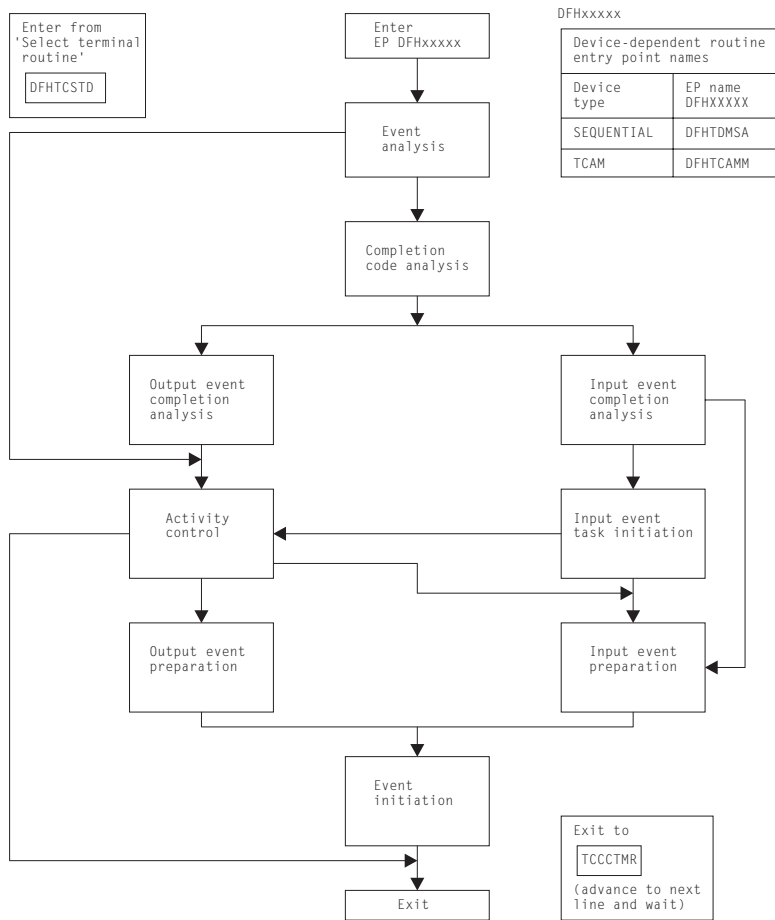 Enter from
'Select terminal
routine'
DFHTCSTD
Enter
EP DFHxxxxx
DFHxxxxx
Device-dependent routine
entry point names
Device
type
EP name
DFHXXXXX
SEQUENTIAL
DFHTDMSA
TCAM
DFHTCAMM
Event
analysis
Completion
code analysis
Output event
completion
analysis
Input event
completion
analysis
Activity
control
Input event
task initiation
Output event
preparation
Input event
preparation
Event
initiation
Exit to
TCCCTMR
(advance to next
line and wait)
Exit